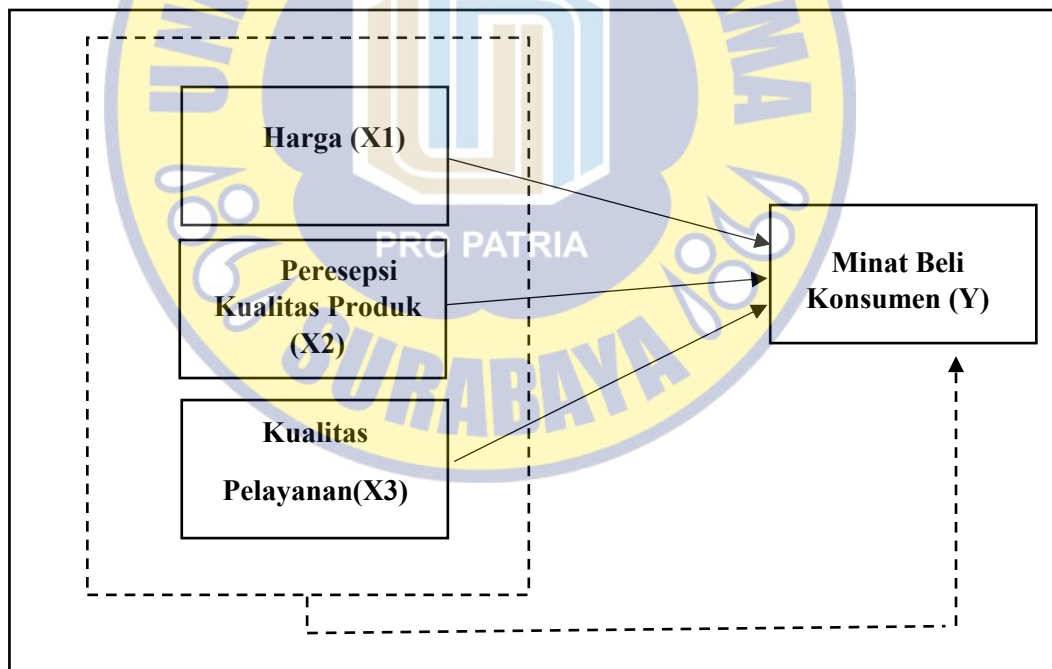 Harga (X1)
PRO PATRIA
Peresepsi
Kualitas Produk
(X2)
Minat Beli
Konsumen (Y)
SURABAYA
Kualitas
Pelayanan(X3)